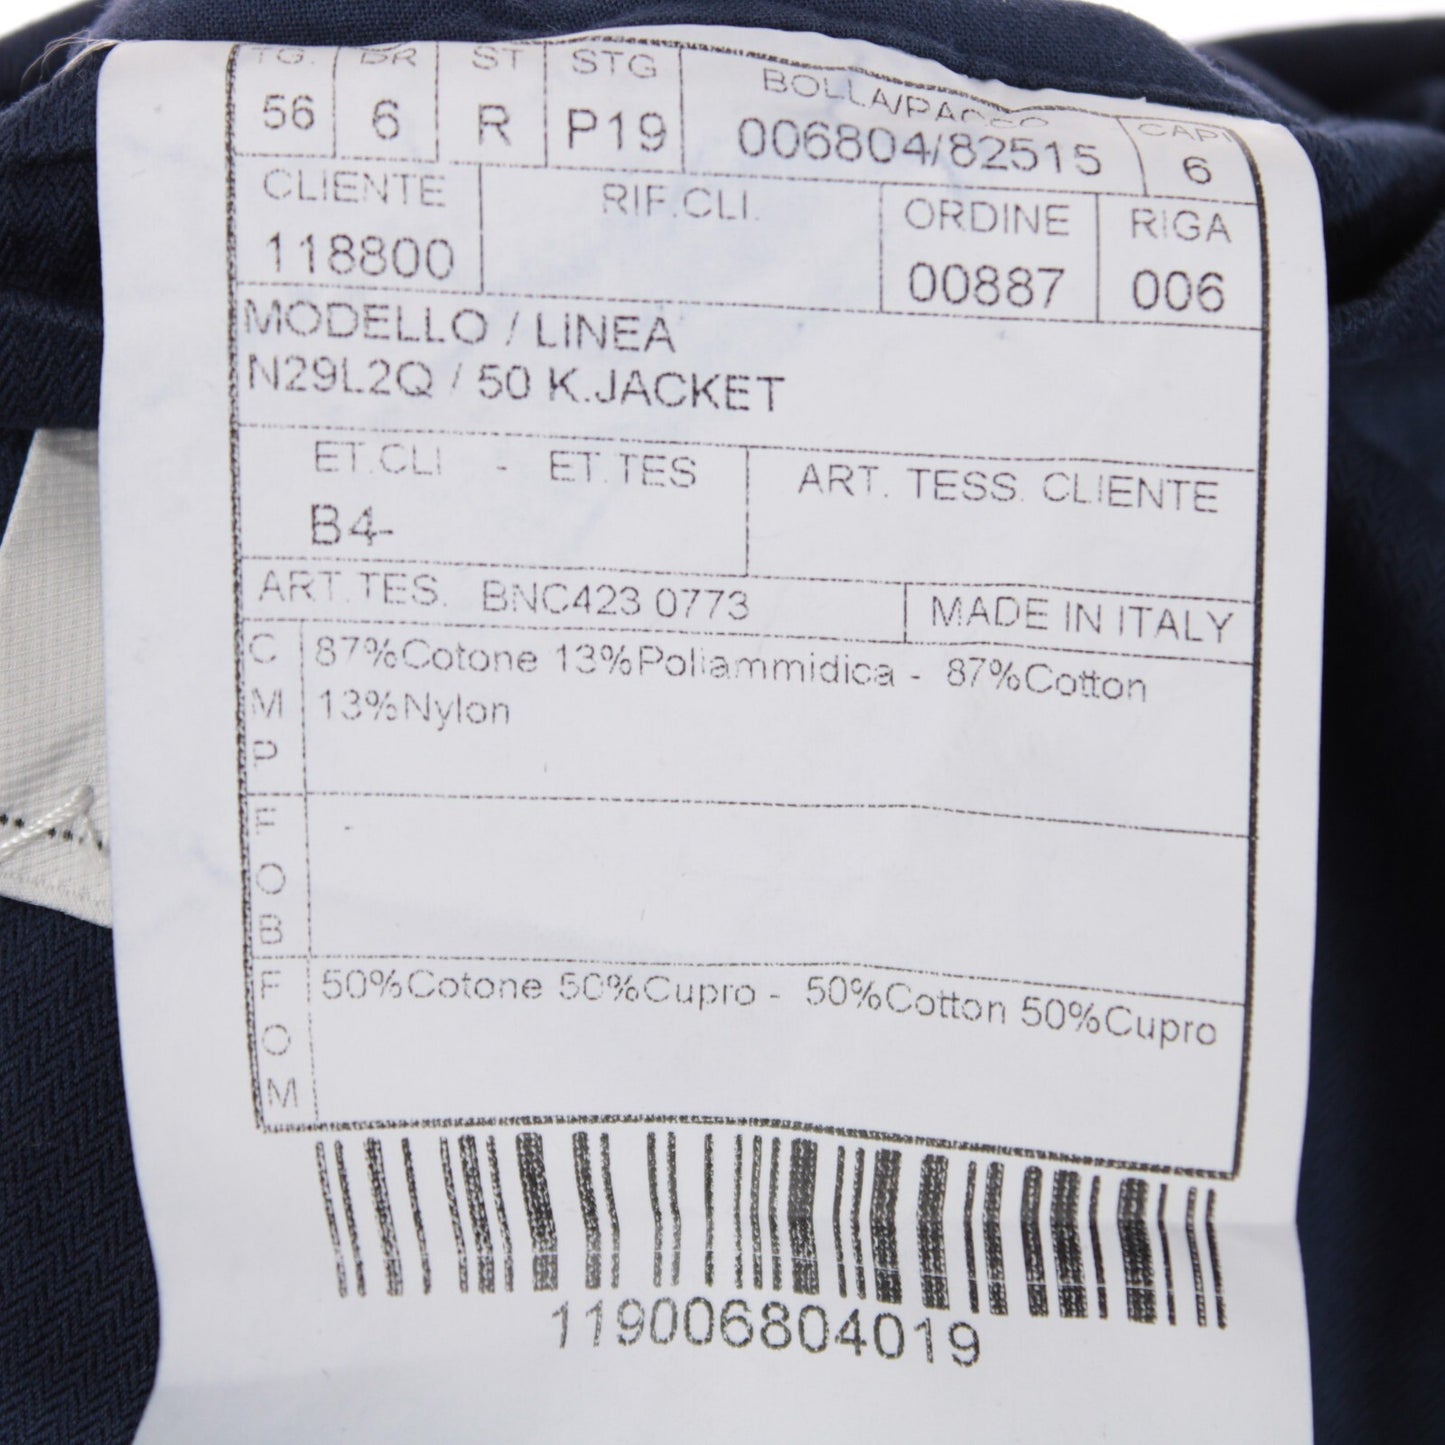 TG. DR ST STG BOLLA/PACCO CAPI
56 6 R P19 006804/82515 6
CLIENTE RIF.CLI. ORDINE RIGA
118800 00887 006
MODELLO / LINEA
N29L2Q / 50 K.JACKET
ET.CLI - ET.TES ART. TESS. CLIENTE
B4-
ART.TES. BNC423 0773 MADE IN ITALY
C M P
87%Cotone 13%Poliammidica - 87%Cotton
13%Nylon
O B
-
F O M
50%Cotone 50%Cupro - 50%Cotton 50%Cupro
119006804019